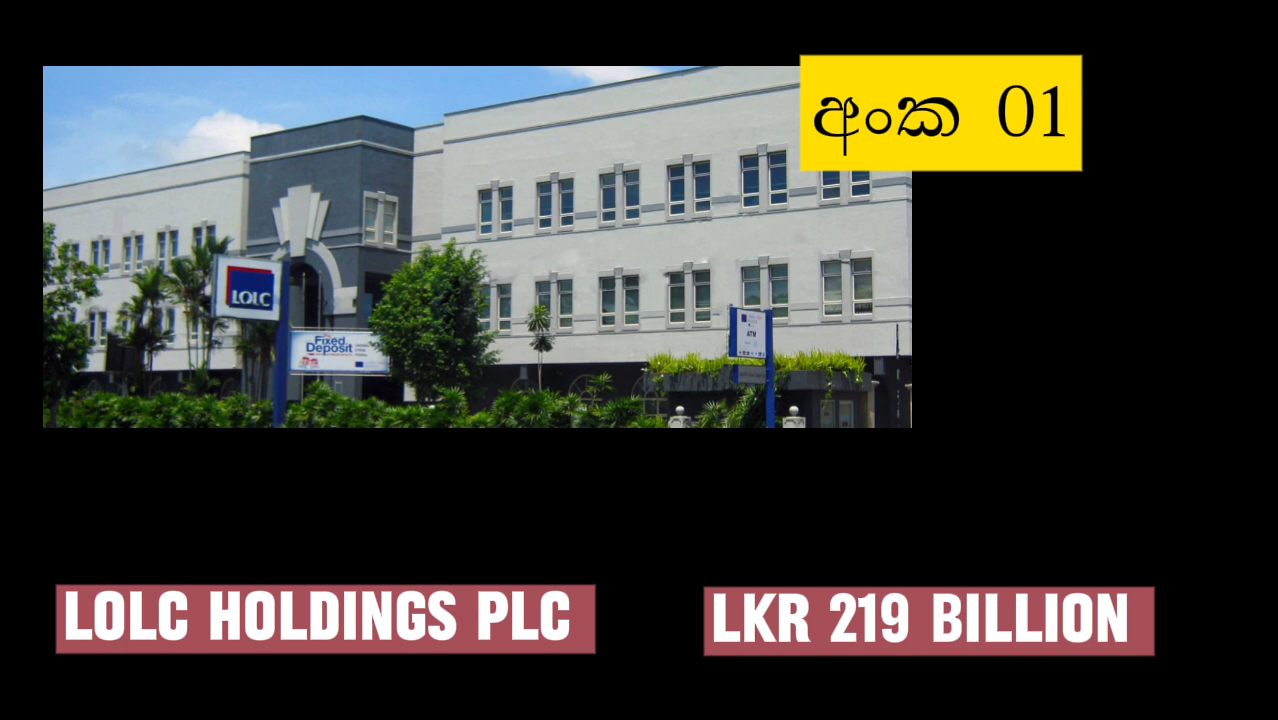 අංක 01
LOLC
Fixed
Deposit
ATM
LOLC HOLDINGS PLC
LKR 219 BILLION